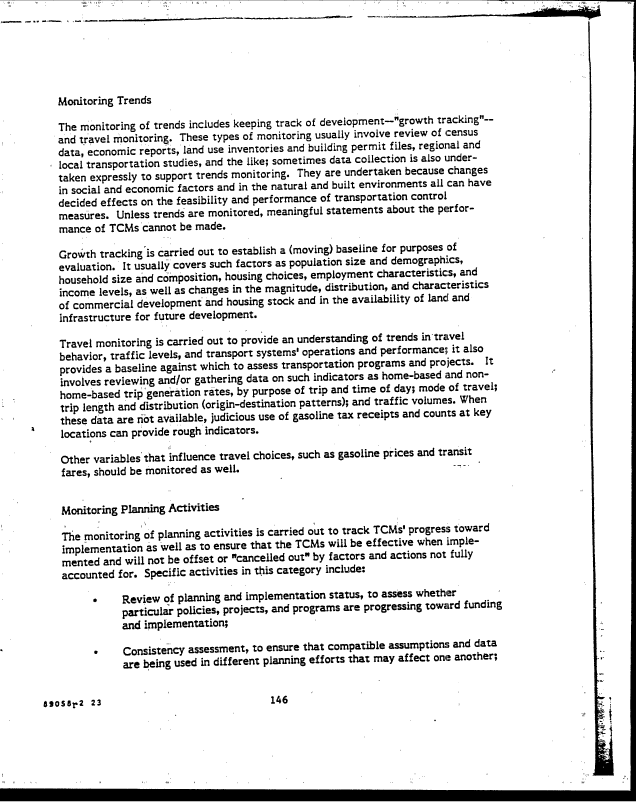 Monitoring Trends
The monitoring of trends includes keeping track of development—"growth tracking"--
and travel monitoring. These types of monitoring usually involve review of census
data, economic reports, land use inventories and building permit files, regional and
local transportation studies, and the like; sometimes data collection is also under-
taken expressly to support trends monitoring. They are undertaken because changes
in social and economic factors and in the natural and built environments all can have
decided effects on the feasibility and performance of transportation control
measures. Unless trends are monitored, meaningful statements about the perfor-
mance of TCMs cannot be made.
Growth tracking is carried out to establish a (moving) baseline for purposes of
evaluation. It usually covers such factors as population size and demographics,
household size and composition, housing choices, employment characteristics, and
income levels, as well as changes in the magnitude, distribution, and characteristics
of commercial development and housing stock and in the availability of land and
infrastructure for future development.
Travel monitoring is carried out to provide an understanding of trends in travel
behavior, traffic levels, and transport systems' operations and performance; it also
provides a baseline against which to assess transportation programs and projects. It
involves reviewing and/or gathering data on such indicators as home-based and non-
home-based trip generation rates, by purpose of trip and time of day; mode of travel;
trip length and distribution (origin-destination patterns); and traffic volumes. When
these data are not available, judicious use of gasoline tax receipts and counts at key
locations can provide rough indicators.
Other variables that influence travel choices, such as gasoline prices and transit
fares, should be monitored as well.
Monitoring Planning Activities
The monitoring of planning activities is carried out to track TCMs' progress toward
implementation as well as to ensure that the TCMs will be effective when imple-
mented and will not be offset or "cancelled out" by factors and actions not fully
accounted for. Specific activities in this category include:
• Review of planning and implementation status, to assess whether
particular policies, projects, and programs are progressing toward funding
and implementation;
• Consistency assessment, to ensure that compatible assumptions and data
are being used in different planning efforts that may affect one another;
89058r2 23
146